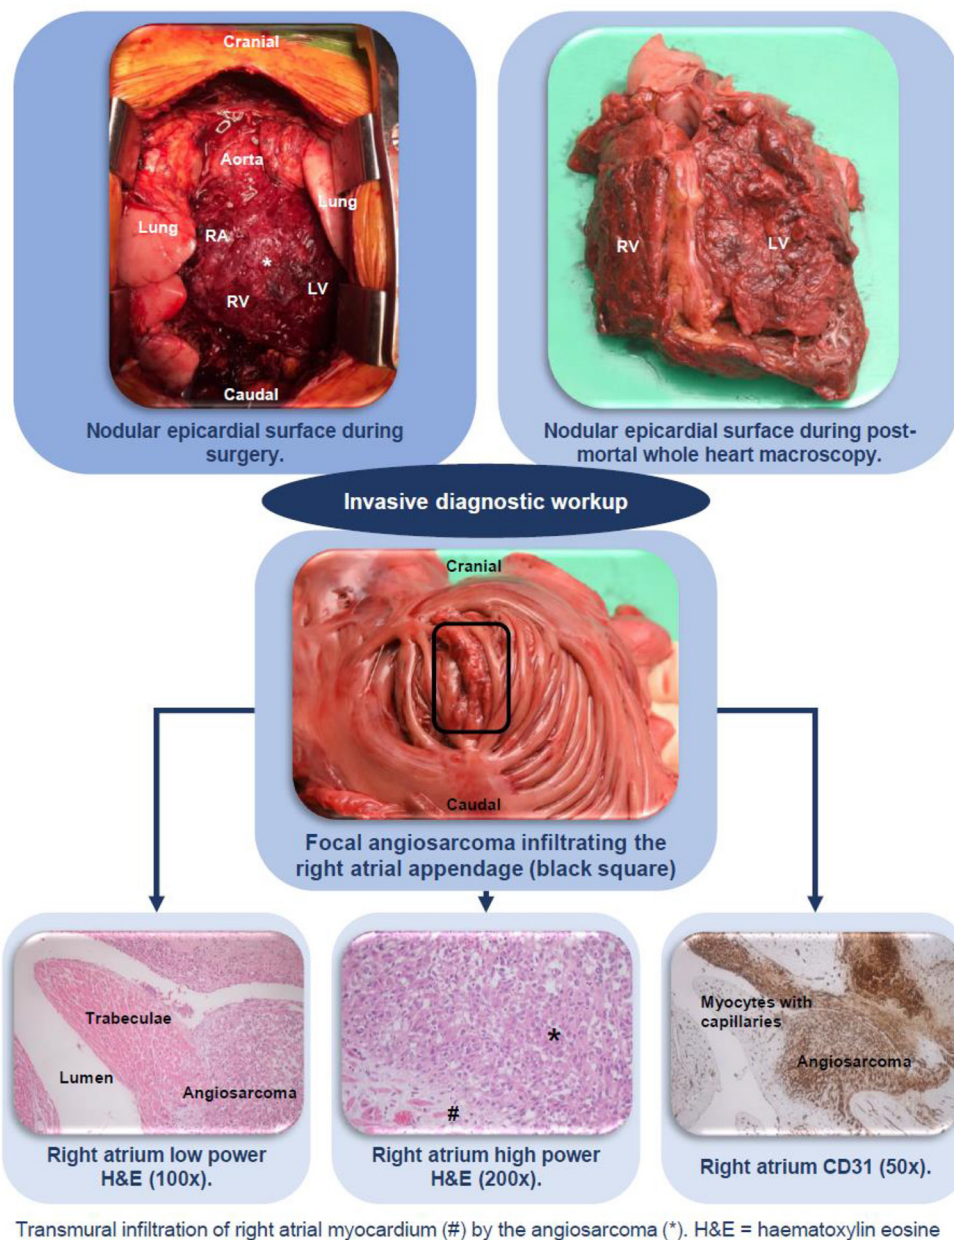 Cranial
Aorta
Lung
Lung
RA
*
RV
LV
Caudal
Nodular epicardial surface during
surgery.
RV
LV
Nodular epicardial surface during post-
mortal whole heart macroscopy.
Invasive diagnostic workup
Cranial
Caudal
Focal angiosarcoma infiltrating the
right atrial appendage (black square)
Trabeculae
Lumen
Angiosarcoma
Right atrium low power
H&E (100x).
*
#
Right atrium high power
H&E (200x).
Myocytes with
capillaries
Angiosarcoma
Right atrium CD31 (50x).
Transmural infiltration of right atrial myocardium (#) by the angiosarcoma (*). H&E = haematoxylin eosine